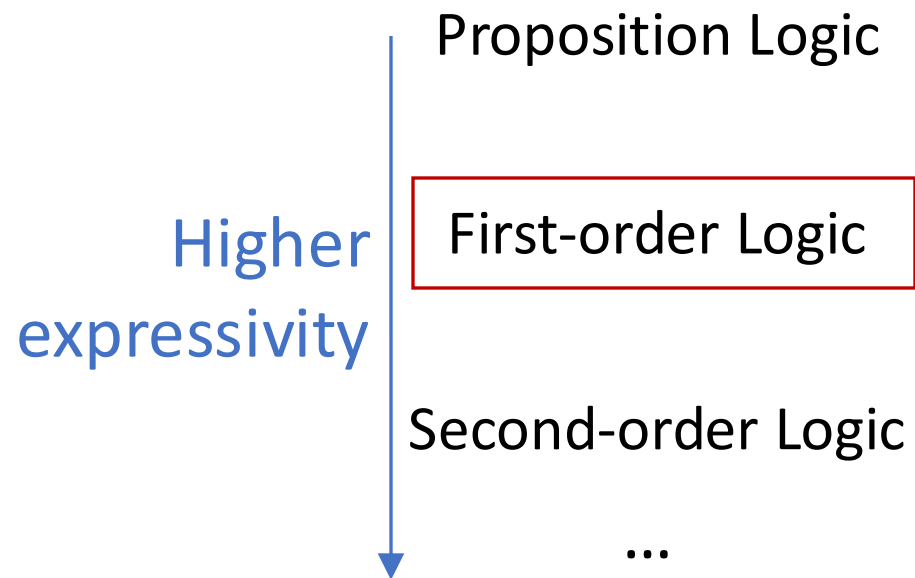 Proposition Logic
First-order Logic
Higher
expressivity
Second-order Logic
...